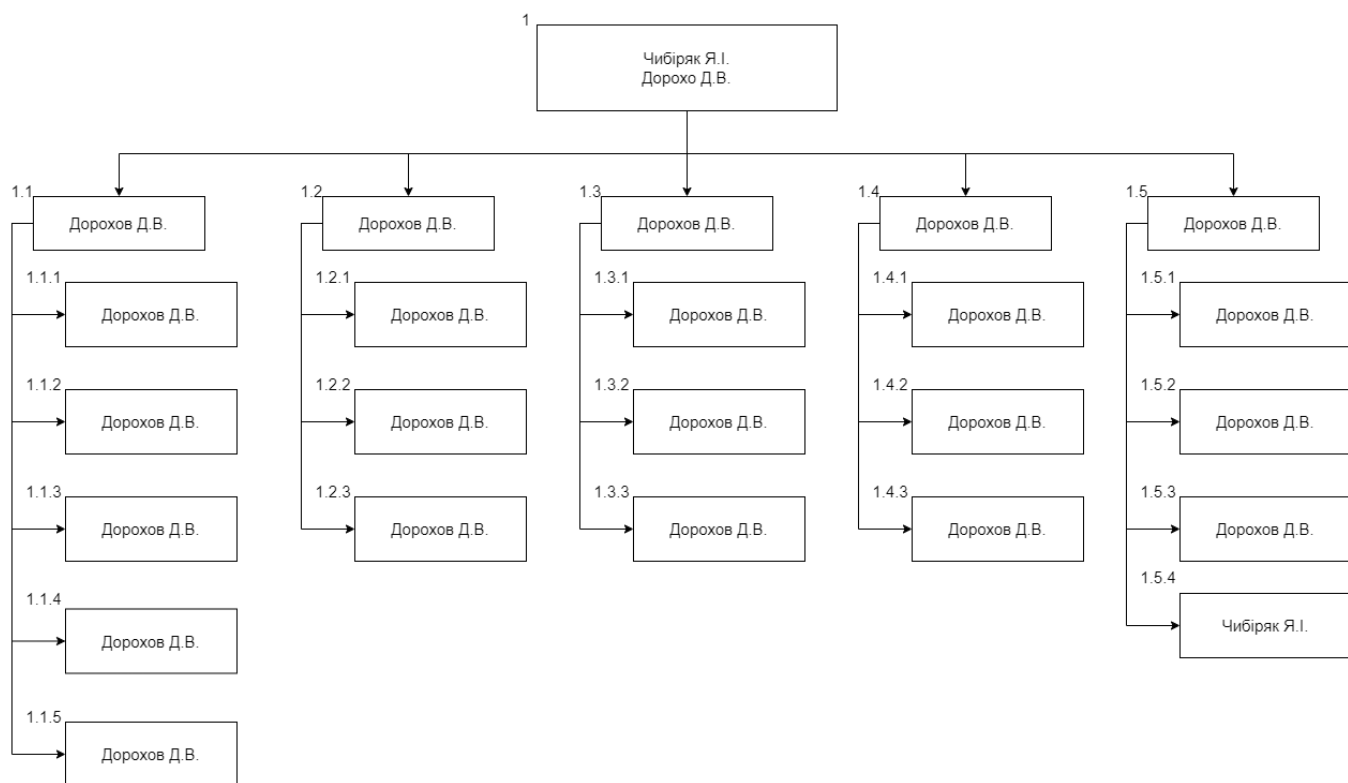 1
Чибіряк Я.І.
Дорохо Д.В.
1.1
Дорохов Д.В.
1.2
Дорохов Д.В.
1.3
Дорохов Д.В.
1.4
Дорохов Д.В.
1.5
Дорохов Д.В.
1.1.1
Дорохов Д.В.
1.2.1
Дорохов Д.В.
1.3.1
Дорохов Д.В.
1.4.1
Дорохов Д.В.
1.5.1
Дорохов Д.В.
1.1.2
Дорохов Д.В.
1.2.2
Дорохов Д.В.
1.3.2
Дорохов Д.В.
1.4.2
Дорохов Д.В.
1.5.2
Дорохов Д.В.
1.1.3
Дорохов Д.В.
1.2.3
Дорохов Д.В.
1.3.3
Дорохов Д.В.
1.4.3
Дорохов Д.В.
1.5.3
Дорохов Д.В.
1.5.4
Чибіряк Я.І.
1.1.4
Дорохов Д.В.
1.1.5
Дорохов Д.В.